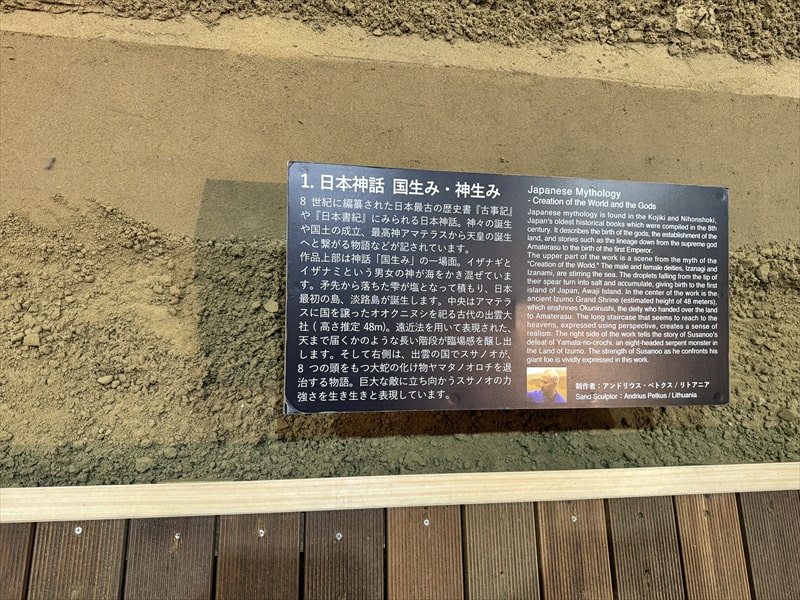 1. 日本神話 国生み・神生み
8 世紀に編纂された日本最古の歴史書『古事記』
や『日本書紀』にみられる日本神話。神々の誕生
や国土の成立、最高神アマテラスから天皇の誕生
へと繋がる物語などが記されています。
作品上部は神話「国生み」の一場面。イザナギと
イザナミという男女の神が海をかき混ぜていま
す。矛先から落ちた雫が塩となって積もり、日本
最初の島、淡路島が誕生します。中央はアマテラ
スに国を譲ったオオクニヌシを祀る古代の出雲大
社 ( 高さ推定 48m)。遠近法を用いて表現された、
天まで届くかのような長い階段が臨場感を醸し出
します。そして右側は、出雲の国でスサノオが、
8 つの頭をもつ大蛇の化け物ヤマタノオロチを退
治する物語。巨大な敵に立ち向かうスサノオの力
強さを生き生きと表現しています。
Japanese Mythology
- Creation of the World and the Gods
Japanese mythology is found in the Kojiki and Nihonshoki,
Japan's oldest historical books which were compiled in the 8th
century. It describes the birth of the gods, the establishment of the
land, and stories such as the lineage down from the supreme god
Amaterasu to the birth of the first Emperor.
The upper part of the work is a scene from the myth of the
"Creation of the World." The male and female deities, Izanagi and
Izanami, are stirring the sea. The droplets falling from the tip of
their spear turn into salt and accumulate, giving birth to the first
island of Japan, Awaji Island. In the center of the work is the
ancient Izumo Grand Shrine (estimated height of 48 meters),
which enshrines Okuninushi, the deity who handed over the land
to Amaterasu. The long staircase that seems to reach to the
heavens, expressed using perspective, creates a sense of
realism. The right side of the work tells the story of Susanoo's
defeat of Yamata-no-orochi, an eight-headed serpent monster in
the Land of Izumo. The strength of Susanoo as he confronts his
giant foe is vividly expressed in this work.
制作者：アンドリウス・ペトクス / リトアニア
Sand Sculptor : Andrius Petkus / Lithuania